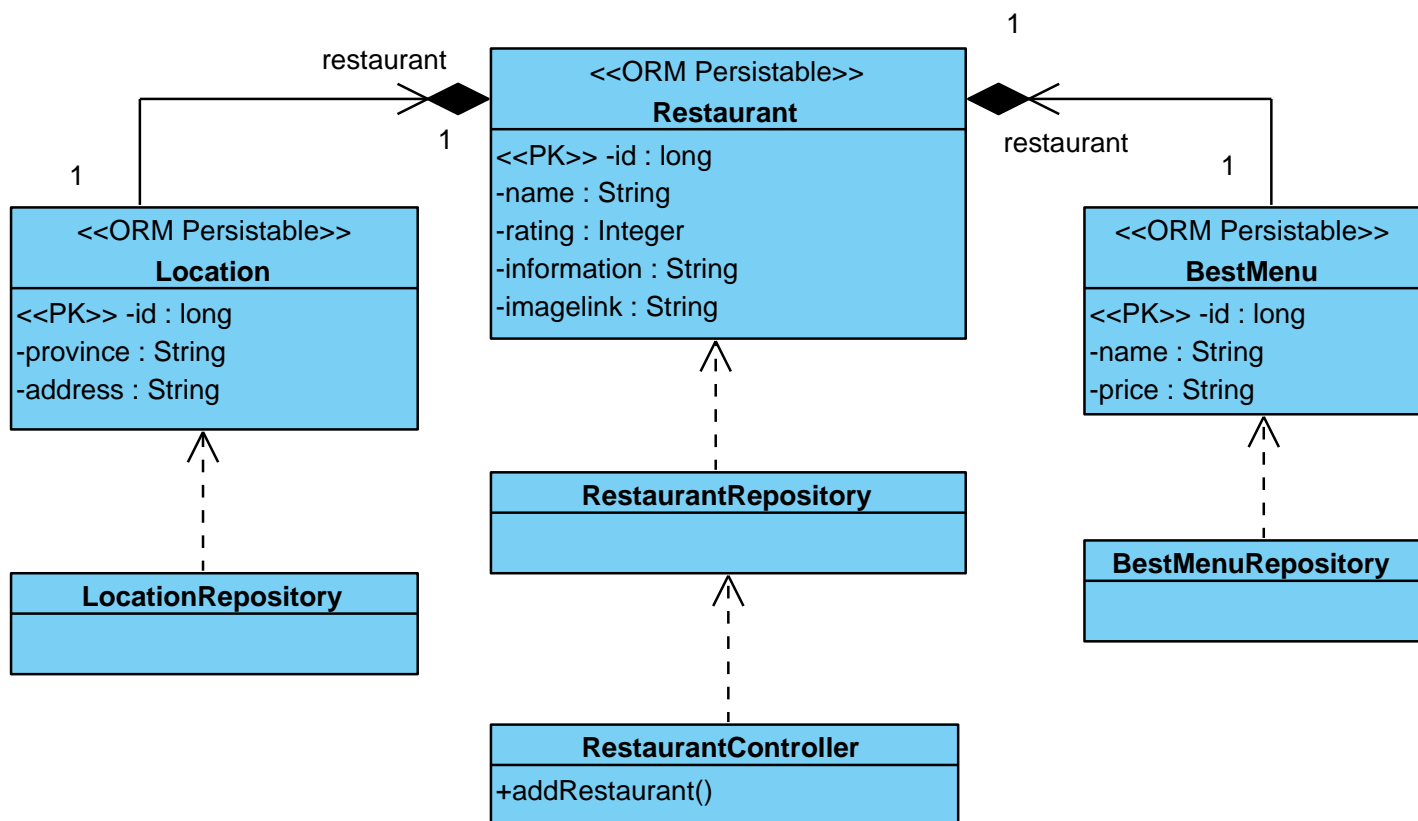 1
restaurant
<<ORM Persistable>>
Restaurant
1
restaurant
<<PK>> -id : long
-name : String
-rating : Integer
-information : String
-imagelink : String
1
1
<<ORM Persistable>>
Location
<<PK>> -id : long
-province : String
-address : String
<<ORM Persistable>>
BestMenu
<<PK>> -id : long
-name : String
-price : String
RestaurantRepository
LocationRepository
BestMenuRepository
RestaurantController
+addRestaurant()